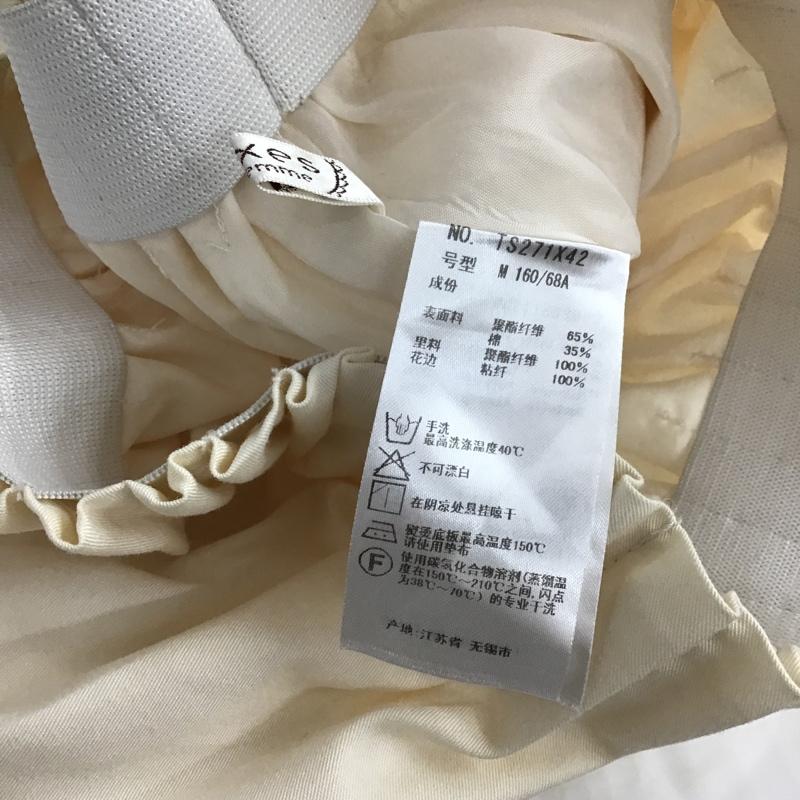 xes
emme
NO. TS271X42
号型 M 160/68A
成份
表面料 聚酯纤维 65%
棉 35%
里料 聚酯纤维 100%
花边 粘纤 100%
手洗
最高洗涤温度40℃
不可漂白
在阴凉处悬挂晾干
熨烫底板最高温度150℃
请使用垫布
F
使用碳氢化合物溶剂(蒸馏温
度在150℃~210℃之间,闪点
为38℃~70℃)的专业干洗
产地:江苏省 无锡市